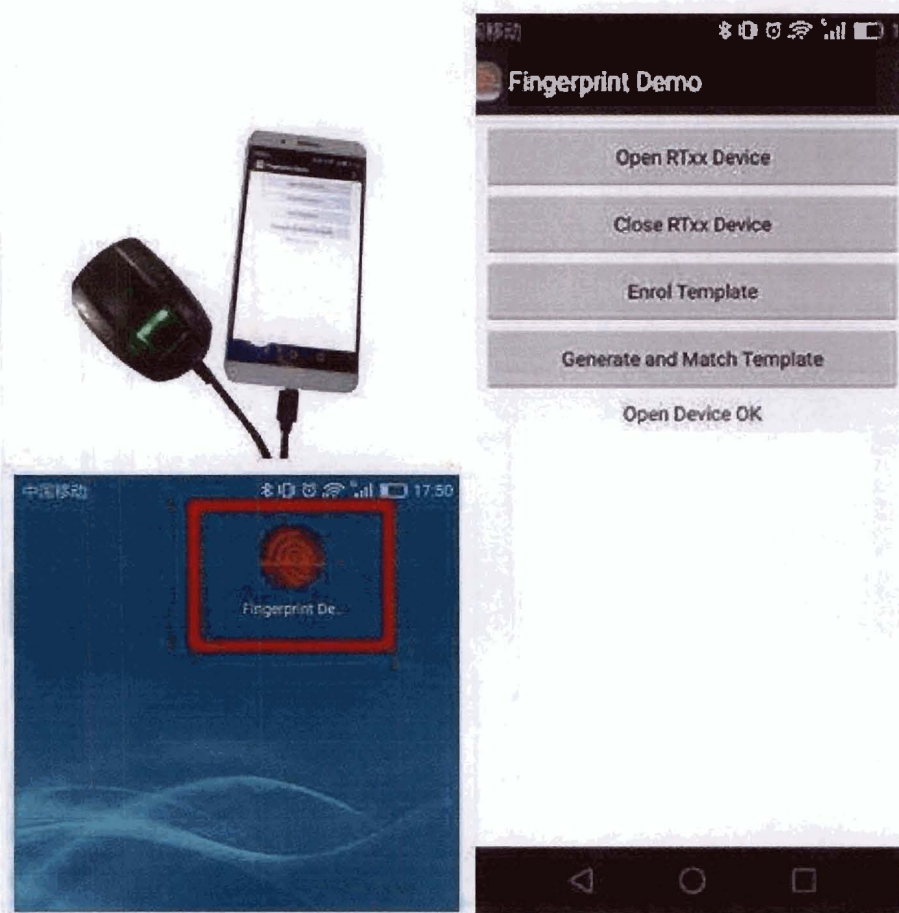 Fingerprint Demo
Open RTxx Device
Close RTxx Device
Enrol Template
Generate and Match Template
Open Device OK
中国移动
17:50
Fingerprint De...